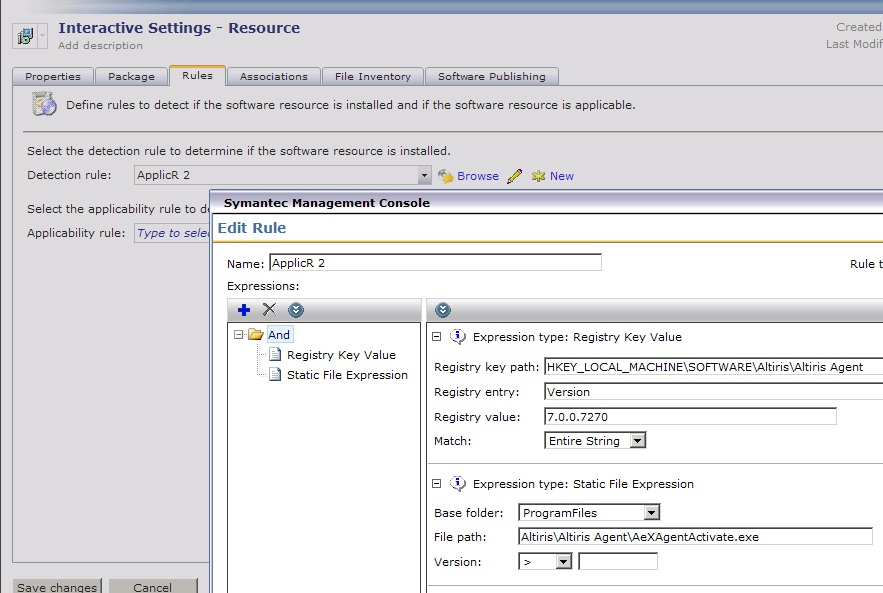 Interactive Settings - Resource
Created
Add description
Last Modif
Properties Package Rules Associations File Inventory Software Publishing
Define rules to detect if the software resource is installed and if the software resource is applicable.
Select the detection rule to determine if the software resource is installed.
Detection rule: ApplicR 2 Browse New
Select the applicability rule to d
Applicability rule: Type to selec
Symantec Management Console
Edit Rule
Name: ApplicR 2 Rule t
Expressions:
And
Registry Key Value
Static File Expression
Expression type: Registry Key Value
Registry key path: HKEY_LOCAL_MACHINE\SOFTWARE\Altiris\Altiris Agent
Registry entry: Version
Registry value: 7.0.0.7270
Match: Entire String
Expression type: Static File Expression
Base folder: ProgramFiles
File path: Altiris\Altiris Agent\AeXAgentActivate.exe
Version: >
Save changes Cancel